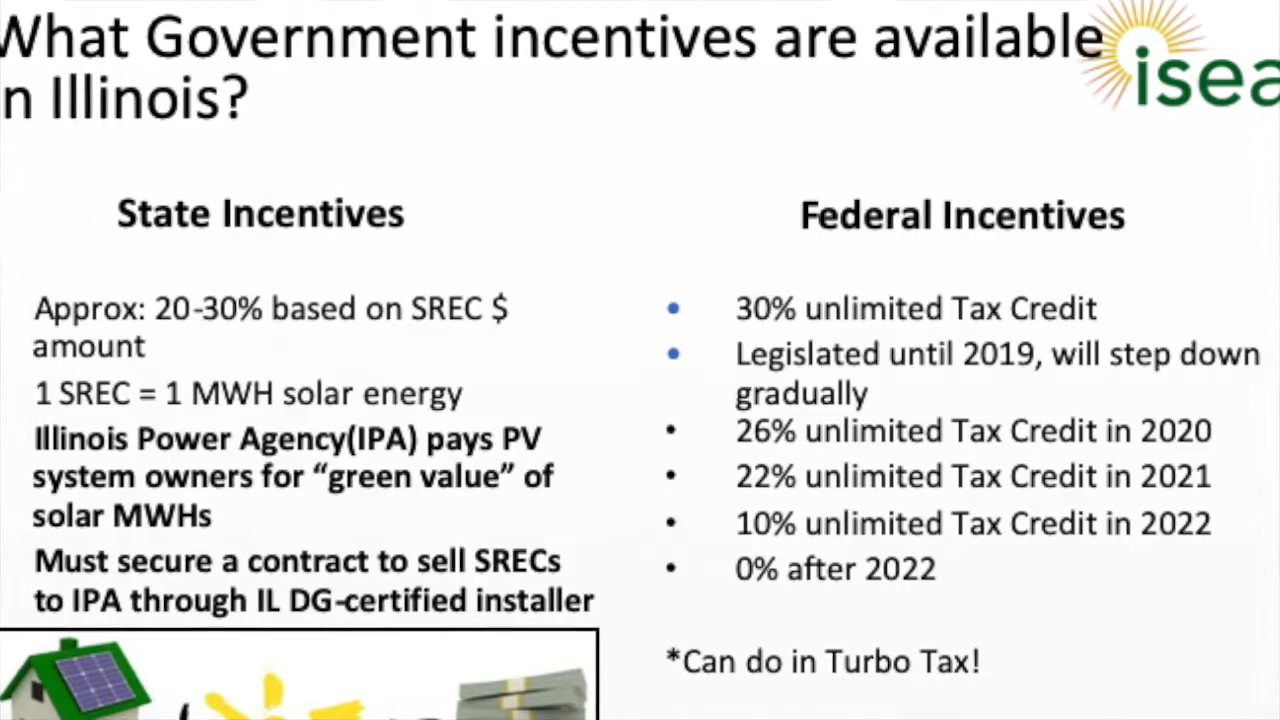 What Government incentives are available
in Illinois?
isea
State Incentives
Approx: 20-30% based on SREC $
amount
1 SREC = 1 MWH solar energy
Illinois Power Agency(IPA) pays PV
system owners for “green value” of
solar MWHs
Must secure a contract to sell SRECs
to IPA through IL DG-certified installer
Federal Incentives
• 30% unlimited Tax Credit
• Legislated until 2019, will step down
gradually
• 26% unlimited Tax Credit in 2020
• 22% unlimited Tax Credit in 2021
• 10% unlimited Tax Credit in 2022
• 0% after 2022
*Can do in Turbo Tax!